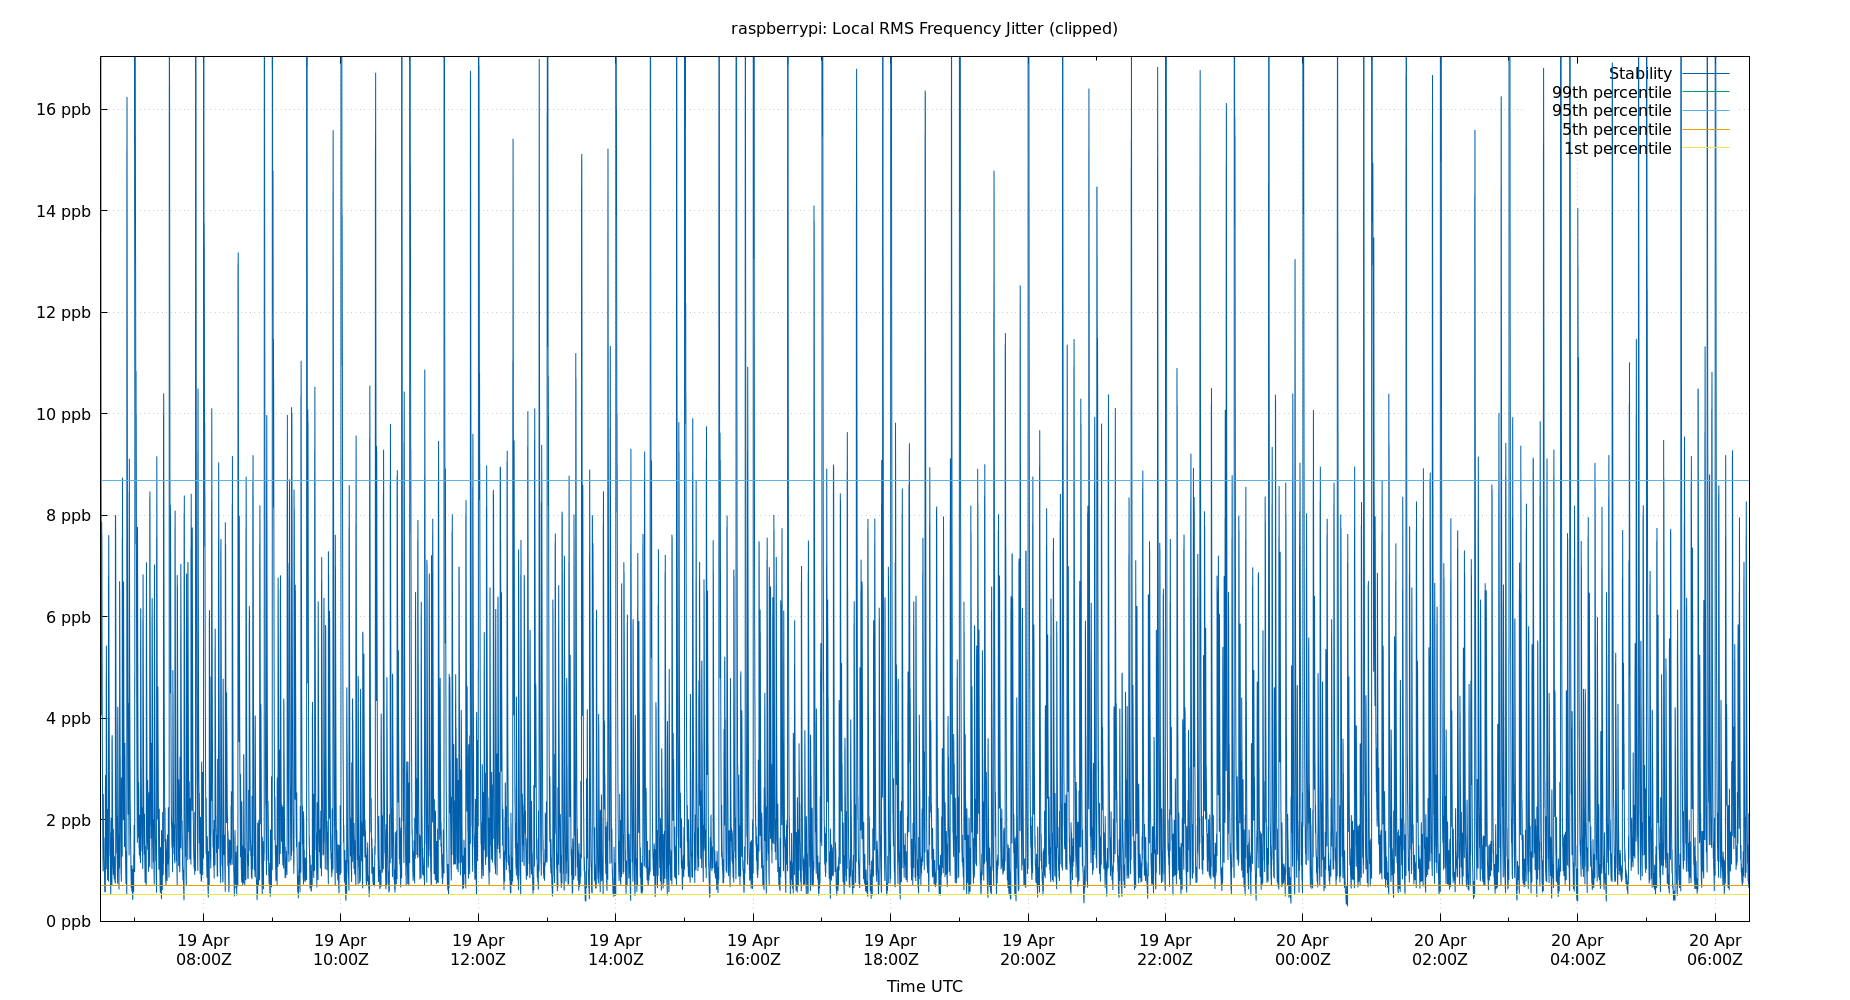 raspberrypi: Local RMS Frequency Jitter (clipped)
Stability
99th percentile
95th percentile
5th percentile
1st percentile
16 ppb
14 ppb
12 ppb
10 ppb
8 ppb
6 ppb
4 ppb
2 ppb
0 ppb
19 Apr 19 Apr 19 Apr 19 Apr 19 Apr 19 Apr 19 Apr 19 Apr 20 Apr 20 Apr 20 Apr 20 Apr
08:00Z 10:00Z 12:00Z 14:00Z 16:00Z 18:00Z 20:00Z 22:00Z 00:00Z 02:00Z 04:00Z 06:00Z
Time UTC